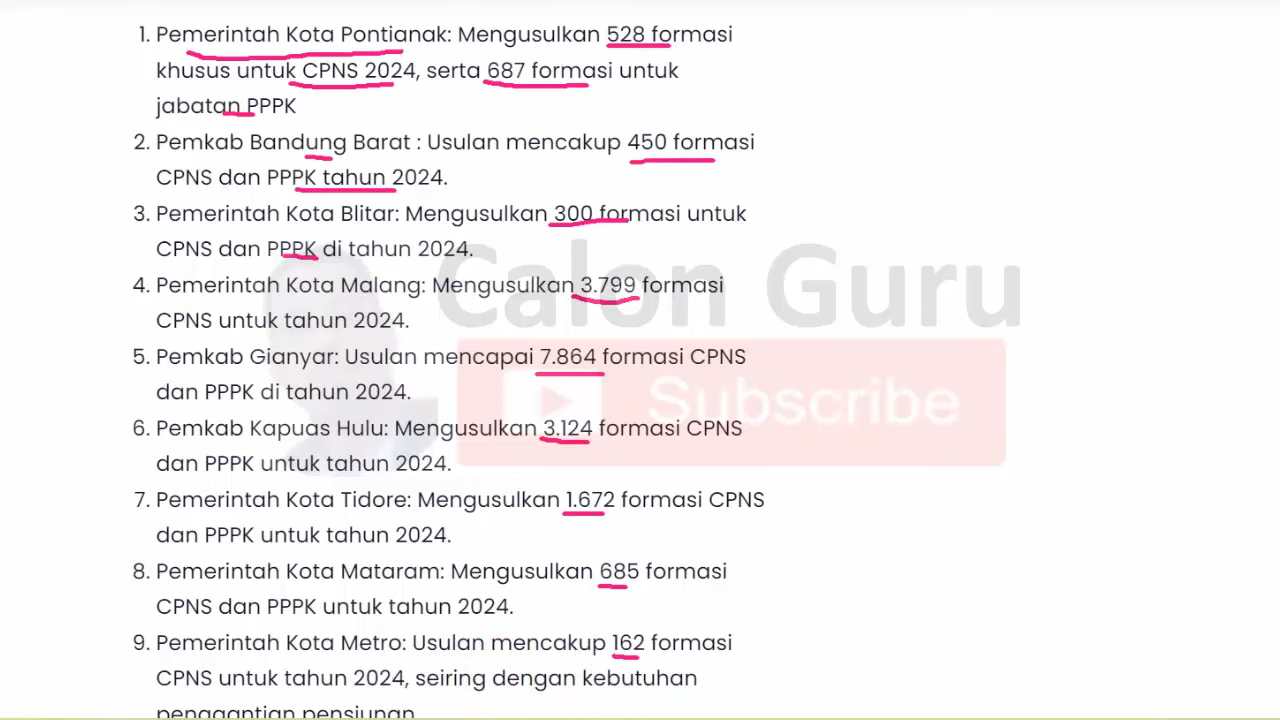 1. Pemerintah Kota Pontianak: Mengusulkan 528 formasi
khusus untuk CPNS 2024, serta 687 formasi untuk
jabatan PPPK
2. Pemkab Bandung Barat : Usulan mencakup 450 formasi
CPNS dan PPPK tahun 2024.
3. Pemerintah Kota Blitar: Mengusulkan 300 formasi untuk
CPNS dan PPPK di tahun 2024.
4. Pemerintah Kota Malang: Mengusulkan 3.799 formasi
CPNS untuk tahun 2024.
5. Pemkab Gianyar: Usulan mencapai 7.864 formasi CPNS
dan PPPK di tahun 2024.
6. Pemkab Kapuas Hulu: Mengusulkan 3.124 formasi CPNS
dan PPPK untuk tahun 2024.
7. Pemerintah Kota Tidore: Mengusulkan 1.672 formasi CPNS
dan PPPK untuk tahun 2024.
8. Pemerintah Kota Mataram: Mengusulkan 685 formasi
CPNS dan PPPK untuk tahun 2024.
9. Pemerintah Kota Metro: Usulan mencakup 162 formasi
CPNS untuk tahun 2024, seiring dengan kebutuhan
penggantian pensiunan
Calon Guru
Subscribe